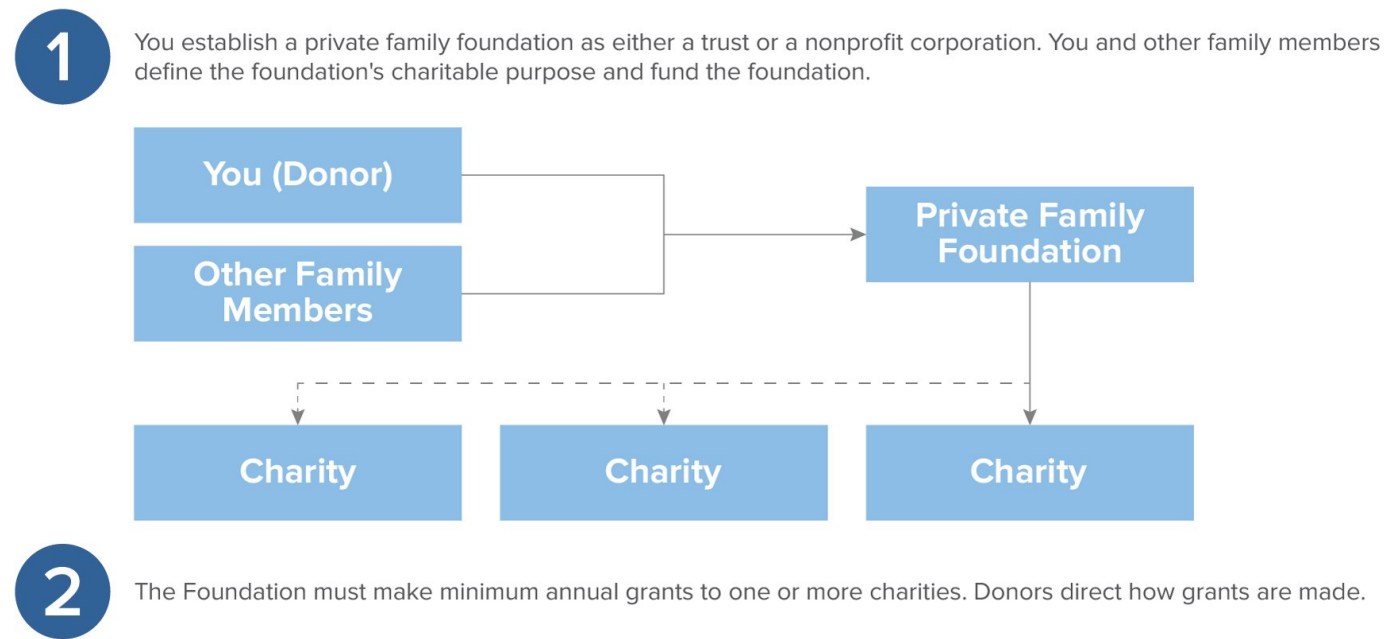 1
You establish a private family foundation as either a trust or a nonprofit corporation. You and other family members
define the foundation's charitable purpose and fund the foundation.
You (Donor)
Other Family
Members
Private Family
Foundation
Charity
Charity
Charity
2
The Foundation must make minimum annual grants to one or more charities. Donors direct how grants are made.